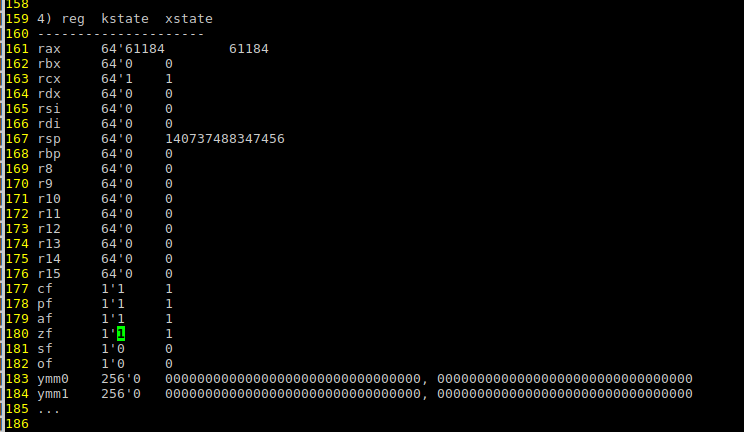 158
159 4) reg  kstate  xstate
160 ---------------------
161 rax     64'61184        61184
162 rbx     64'0    0
163 rcx     64'1    1
164 rdx     64'0    0
165 rsi     64'0    0
166 rdi     64'0    0
167 rsp     64'0    140737488347456
168 rbp     64'0    0
169 r8      64'0    0
170 r9      64'0    0
171 r10     64'0    0
172 r11     64'0    0
173 r12     64'0    0
174 r13     64'0    0
175 r14     64'0    0
176 r15     64'0    0
177 cf      1'1     1
178 pf      1'1     1
179 af      1'1     1
180 zf      1'1     1
181 sf      1'0     0
182 of      1'0     0
183 ymm0    256'0   00000000000000000000000000000000, 00000000000000000000000000000000
184 ymm1    256'0   00000000000000000000000000000000, 00000000000000000000000000000000
185 ...
186